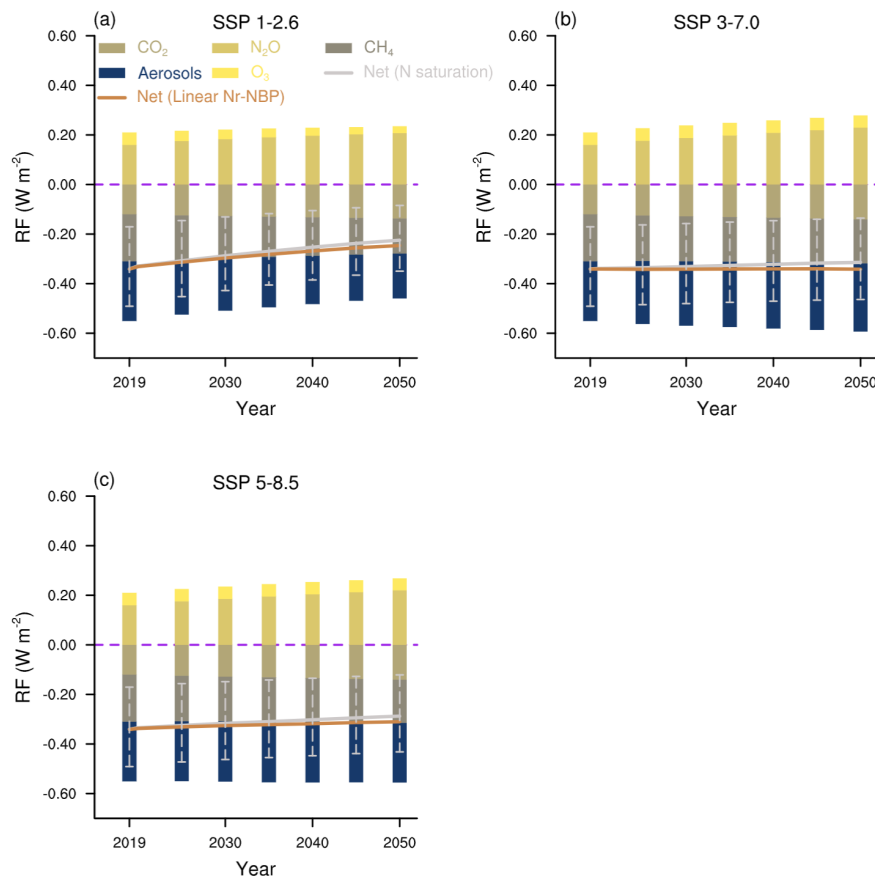 (a) SSP 1-2.6
CO₂ N₂O CH₄
Aerosols O₃ Net (N saturation)
Net (Linear Nr-NBP)
0.60
0.40
0.20
0.00
-0.20
-0.40
-0.60
RF (W m⁻²)
2019 2030 2040 2050
Year
(b) SSP 3-7.0
0.60
0.40
0.20
0.00
-0.20
-0.40
-0.60
RF (W m⁻²)
2019 2030 2040 2050
Year
(c) SSP 5-8.5
0.60
0.40
0.20
0.00
-0.20
-0.40
-0.60
RF (W m⁻²)
2019 2030 2040 2050
Year